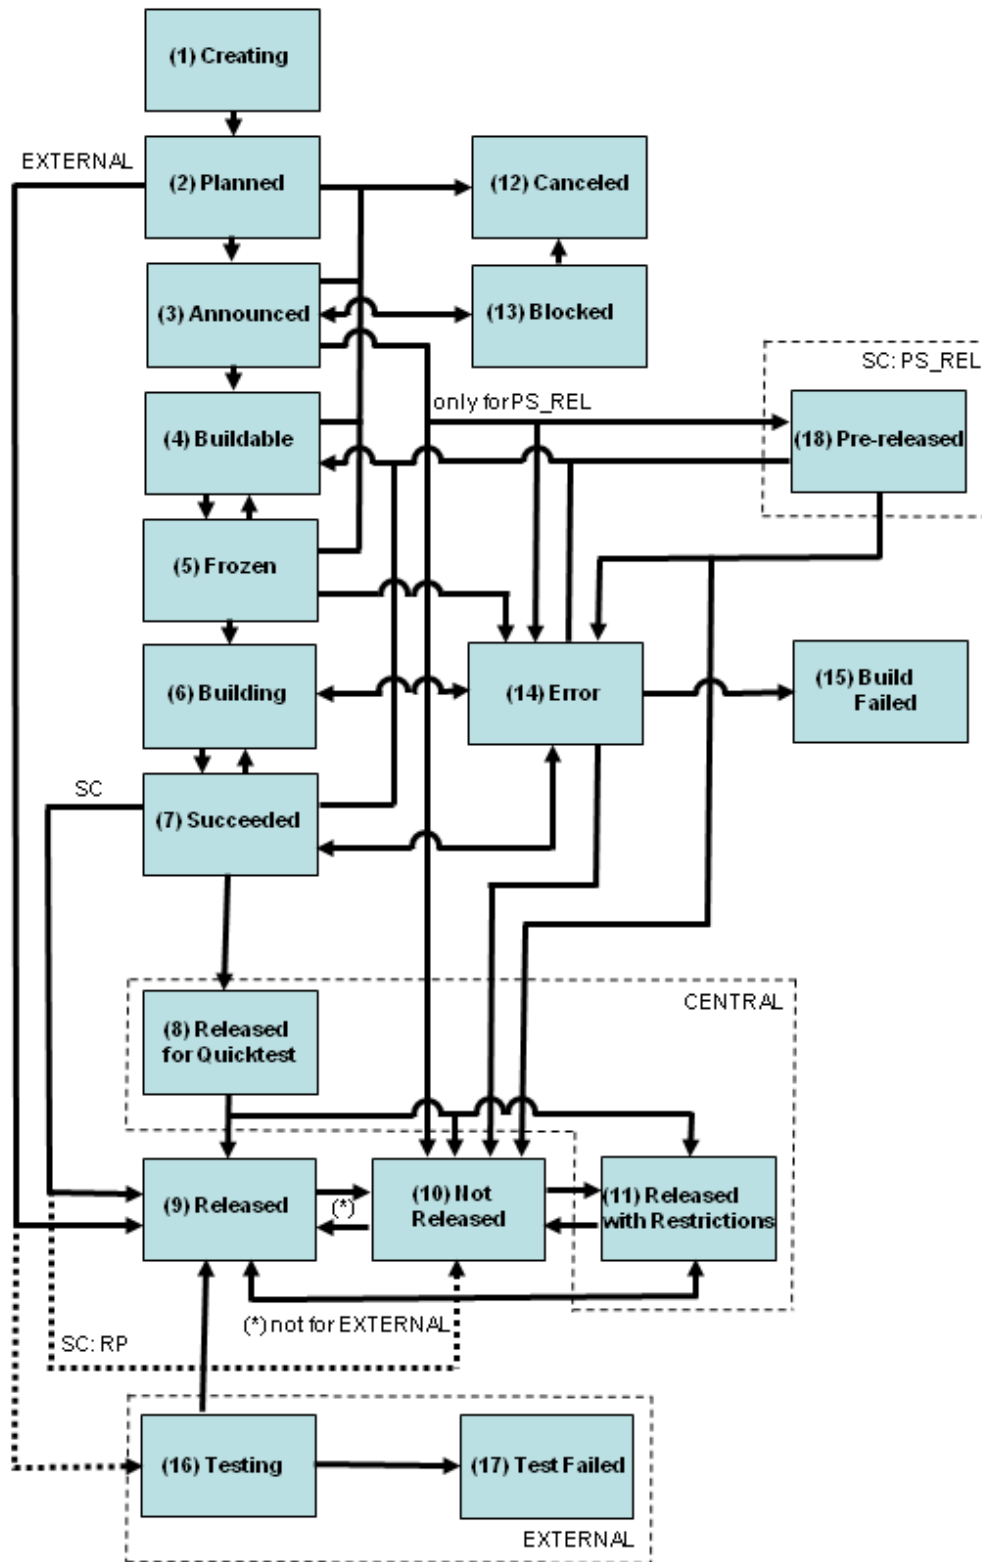 (1) Creating
EXTERNAL
(2) Planned
(12) Canceled
(3) Announced
(13) Blocked
SC: PS_REL
only for PS_REL
(4) Buildable
(18) Pre-released
(5) Frozen
(6) Building
(14) Error
(15) Build
Failed
SC
(7) Succeeded
CENTRAL
(8) Released
for Quicktest
(9) Released
(*)
(10) Not
Released
(11) Released
with Restrictions
(*) not for EXTERNAL
SC: RP
(16) Testing
(17) Test Failed
EXTERNAL